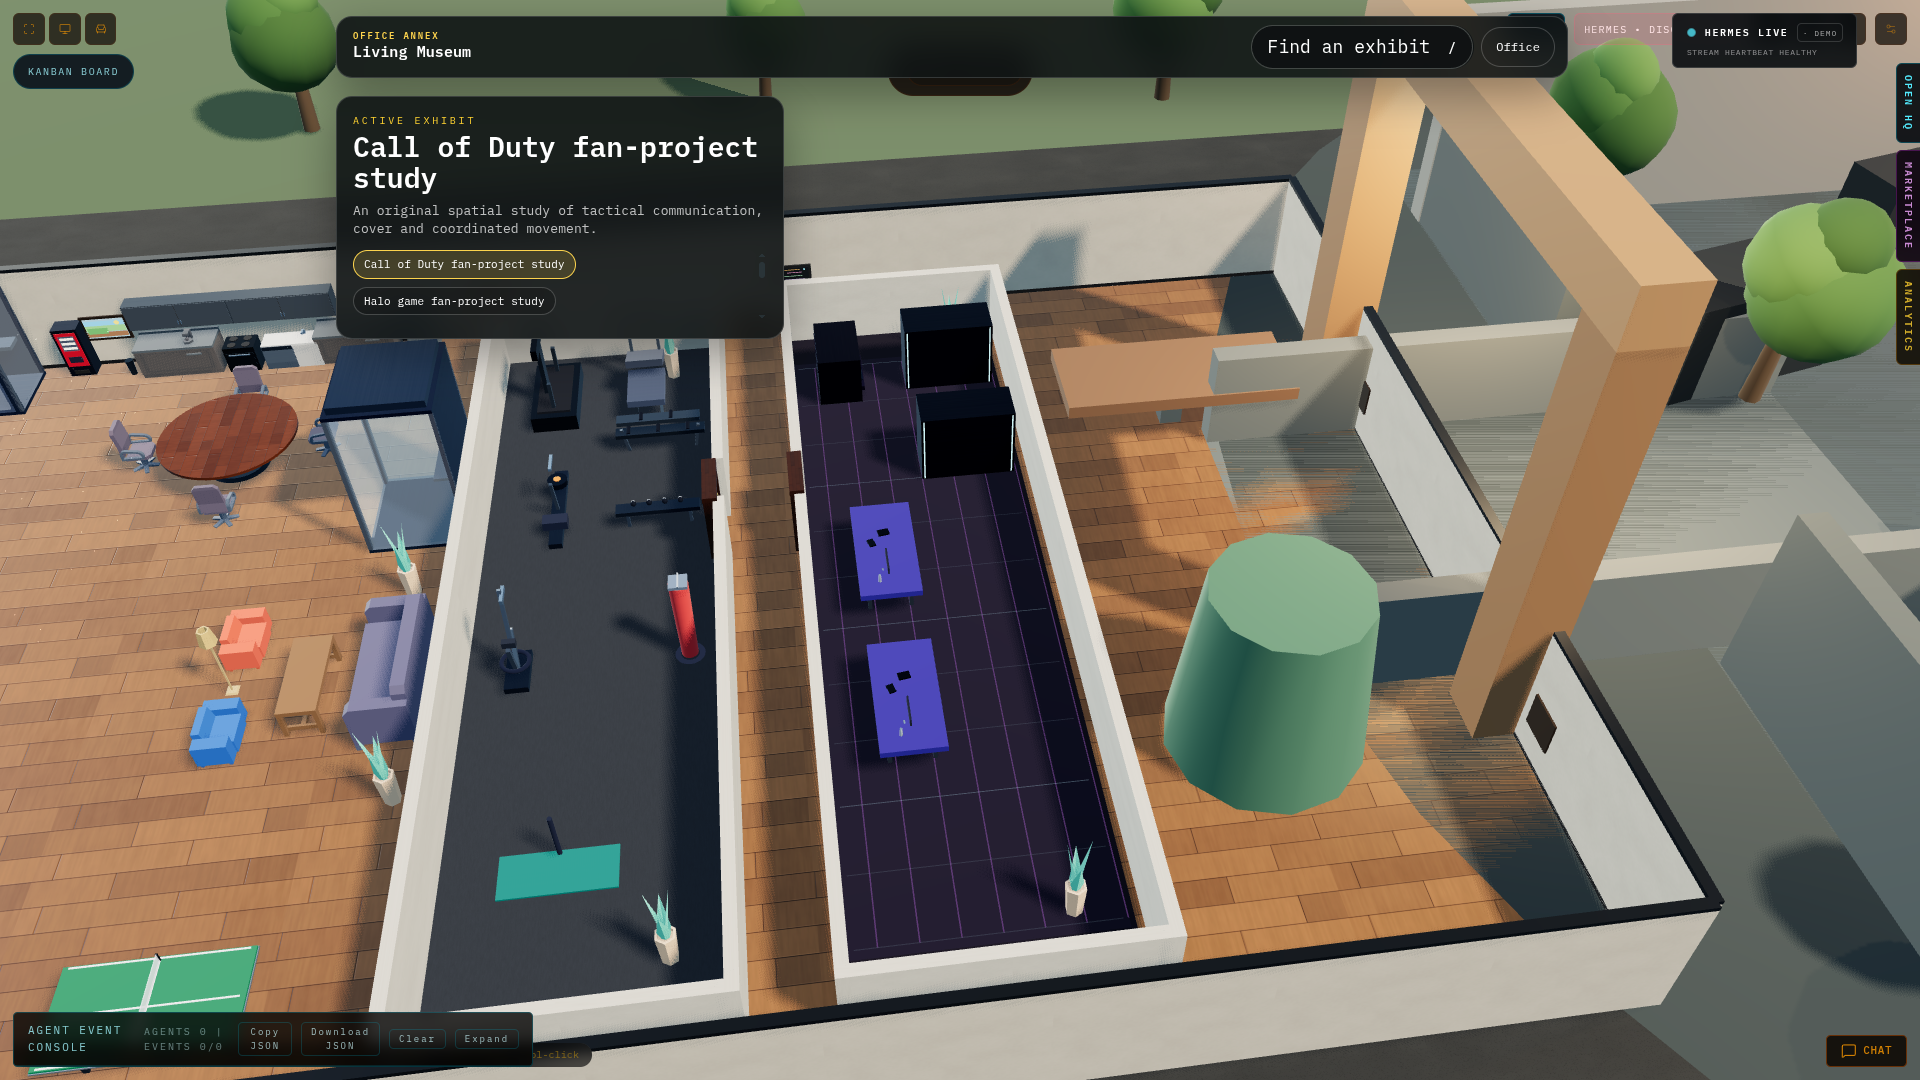 KANBAN BOARD
OFFICE ANNEX
Living Museum
Find an exhibit /
Office
HERMES • DISC
HERMES LIVE
· DEMO
STREAM HEARTBEAT HEALTHY
OPEN HQ
MARKETPLACE
ANALYTICS
ACTIVE EXHIBIT
Call of Duty fan-project
study
An original spatial study of tactical communication,
cover and coordinated movement.
Call of Duty fan-project study
Halo game fan-project study
AGENT EVENT
CONSOLE
AGENTS 0 |
EVENTS 0/0
Copy
JSON
Download
JSON
Clear
Expand
ol-click
CHAT